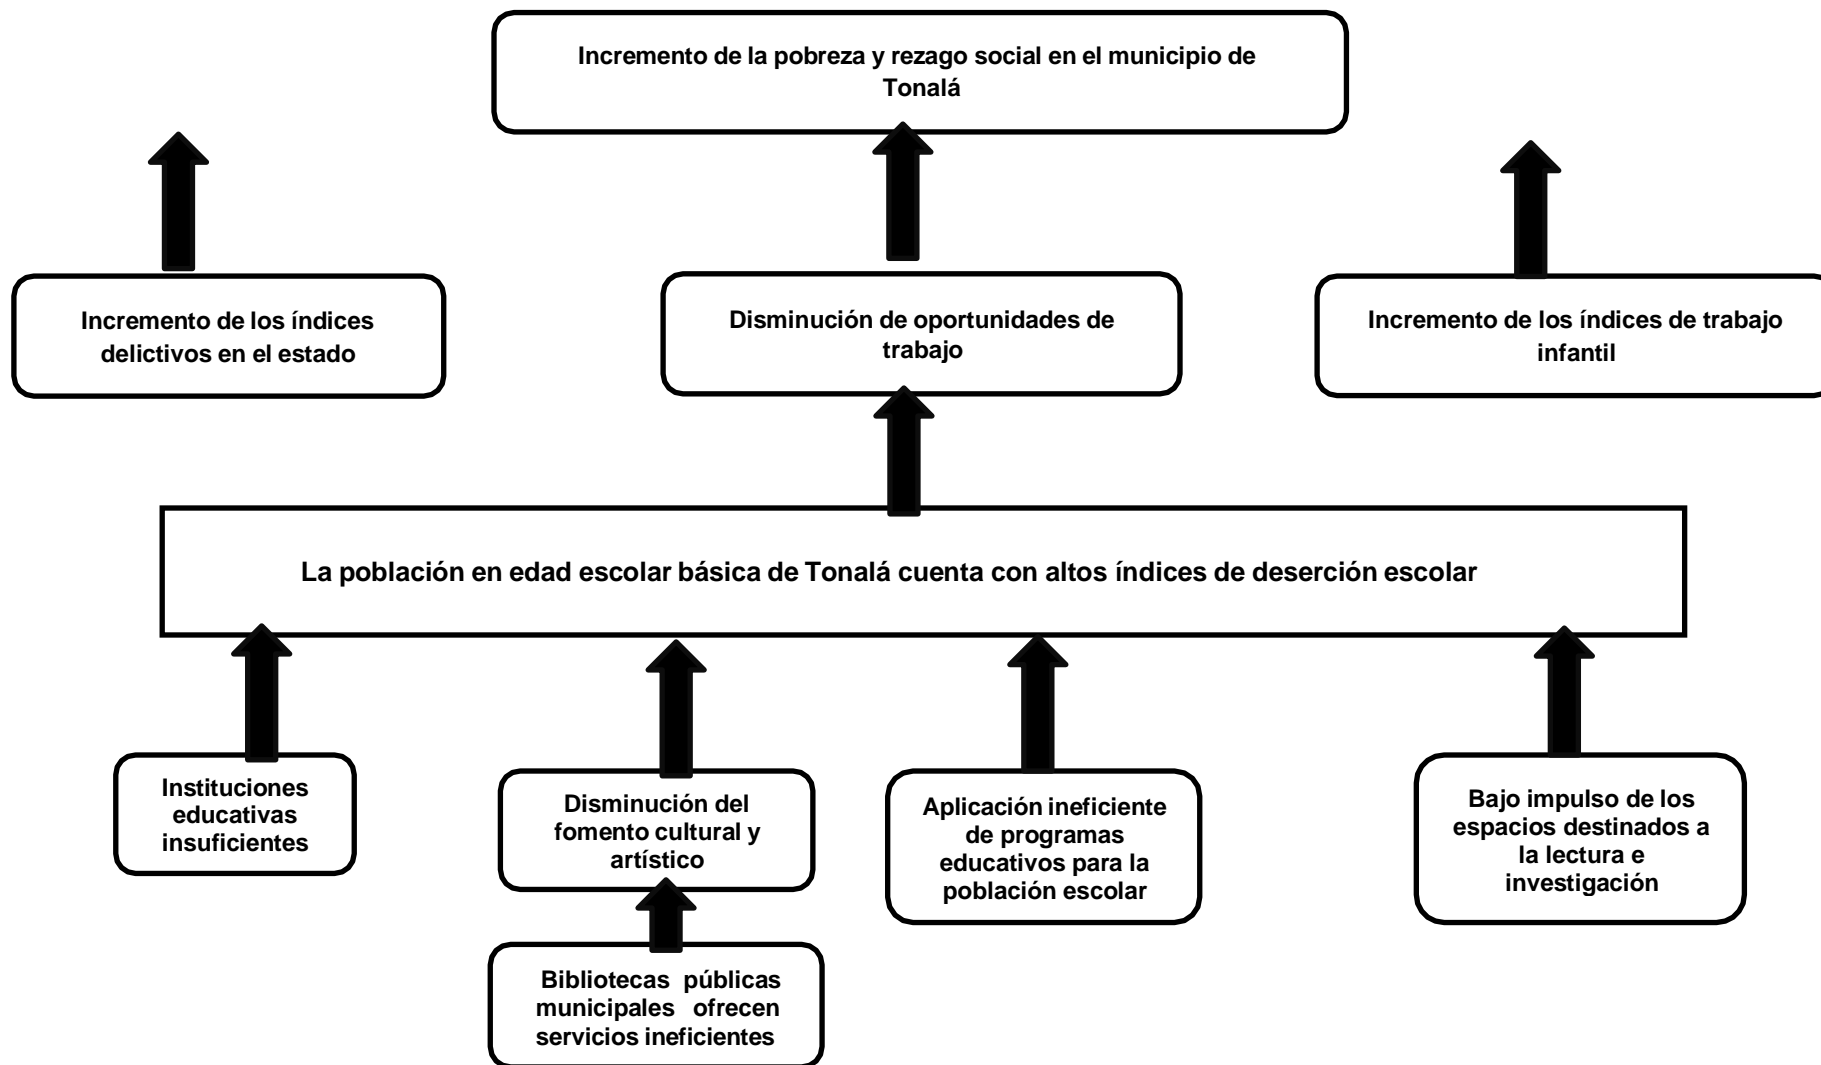 Incremento de la pobreza y rezago social en el municipio de
Tonalá
Incremento de los índices
delictivos en el estado
Disminución de oportunidades de
trabajo
Incremento de los índices de trabajo
infantil
La población en edad escolar básica de Tonalá cuenta con altos índices de deserción escolar
Instituciones
educativas
insuficientes
Disminución del
fomento cultural y
artístico
Aplicación ineficiente
de programas
educativos para la
población escolar
Bajo impulso de los
espacios destinados a
la lectura e
investigación
Bibliotecas públicas
municipales ofrecen
servicios ineficientes